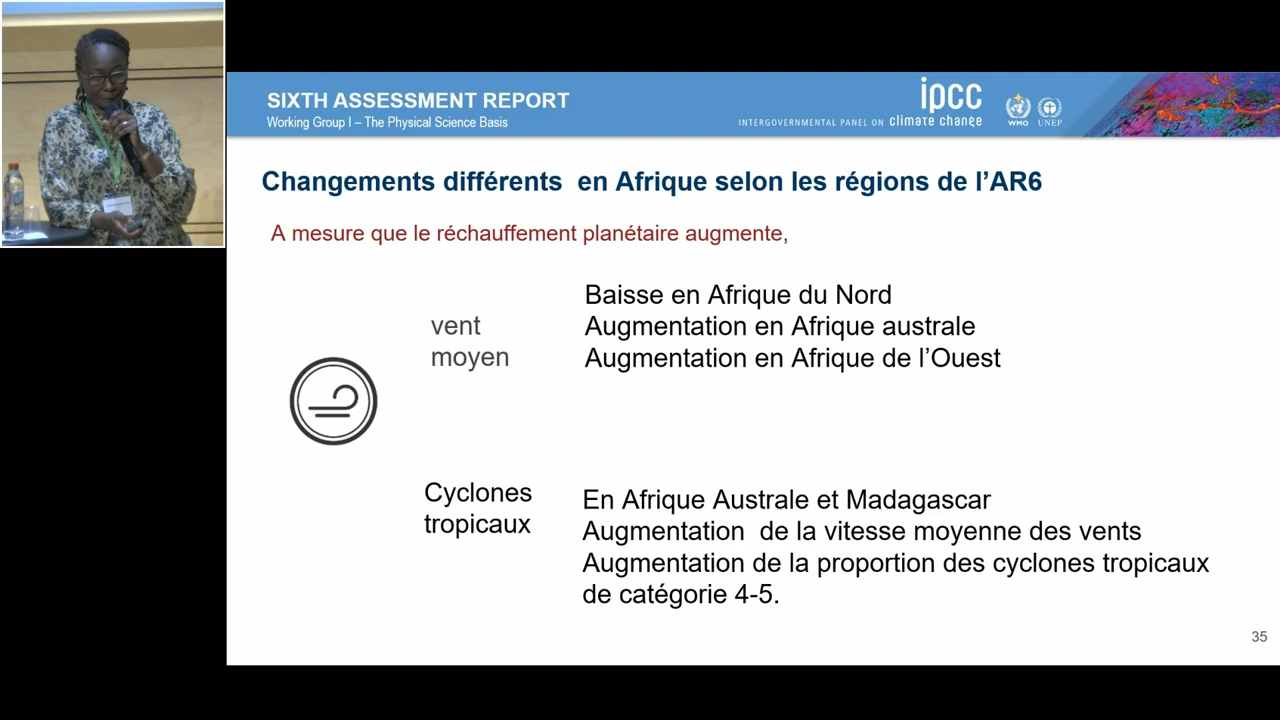 SIXTH ASSESSMENT REPORT
Working Group I – The Physical Science Basis
INTERGOVERNMENTAL PANEL ON
ipcc
climate change
WMO
UNEP
Changements différents  en Afrique selon les régions de l’AR6
A mesure que le réchauffement planétaire augmente,
vent
moyen
Baisse en Afrique du Nord
Augmentation en Afrique australe
Augmentation en Afrique de l’Ouest
Cyclones
tropicaux
En Afrique Australe et Madagascar
Augmentation  de la vitesse moyenne des vents
Augmentation de la proportion des cyclones tropicaux
de catégorie 4-5.
35